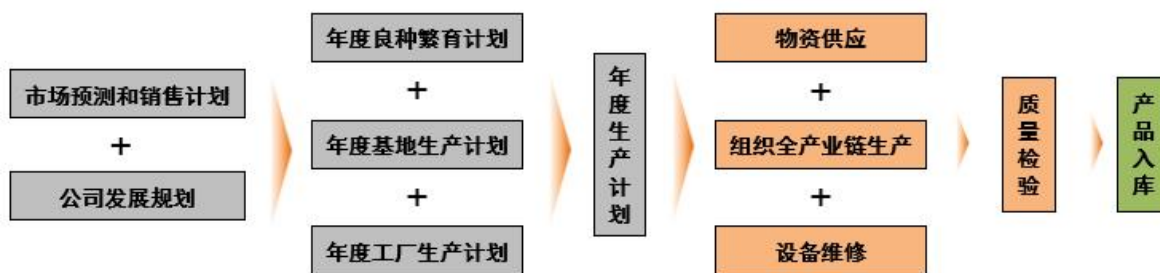 市场预测和销售计划
+
公司发展规划
年度良种繁育计划
+
年度基地生产计划
+
年度工厂生产计划
年度生产计划
物资供应
+
组织全产业链生产
+
设备维修
质量检验
产品入库